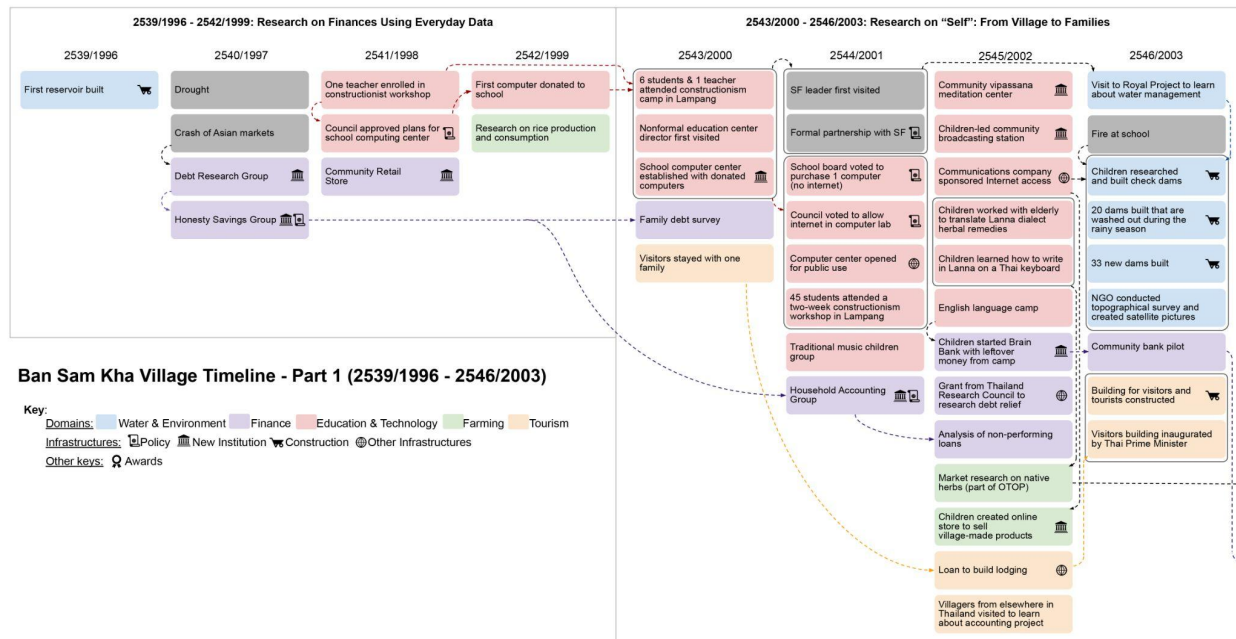 2539/1996 - 2542/1999: Research on Finances Using Everyday Data
2539/1996
2540/1997
2541/1998
2542/1999
First reservoir built
Drought
Crash of Asian markets
Debt Research Group
Honesty Savings Group
One teacher enrolled in
constructionist workshop
Council approved plans for
school computing center
Community Retail
Store
First computer donated to
school
Research on rice production
and consumption
2543/2000 - 2546/2003: Research on “Self”: From Village to Families
2543/2000
2544/2001
2545/2002
2546/2003
6 students & 1 teacher
attended constructionism
camp in Lampang
Nonformal education center
director first visited
School computer center
established with donated
computers
Family debt survey
Visitors stayed with one
family
SF leader first visited
Formal partnership with SF
School board voted to
purchase 1 computer
(no internet)
Council voted to allow
internet in computer lab
Computer center opened
for public use
45 students attended a
two-week constructionism
workshop in Lampang
Traditional music children
group
Household Accounting
Group
Community vipassana
meditation center
Children-led community
broadcasting station
Communications company
sponsored Internet access
Children worked with elderly
to translate Lanna dialect
herbal remedies
Children learned how to write
in Lanna on a Thai keyboard
English language camp
Children started Brain
Bank with leftover
money from camp
Grant from Thailand
Research Council to
research debt relief
Analysis of non-performing
loans
Market research on native
herbs (part of OTOP)
Children created online
store to sell
village-made products
Loan to build lodging
Villagers from elsewhere in
Thailand visited to learn
about accounting project
Visit to Royal Project to learn
about water management
Fire at school
Children researched
and built check dams
20 dams built that are
washed out during the
rainy season
33 new dams built
NGO conducted
topographical survey and
created satellite pictures
Community bank pilot
Building for visitors and
tourists constructed
Visitors building inaugurated
by Thai Prime Minister
Ban Sam Kha Village Timeline - Part 1 (2539/1996 - 2546/2003)
Key:
Domains: Water & Environment Finance Education & Technology Farming Tourism
Infrastructures: Policy New Institution Construction Other Infrastructures
Other keys: Awards